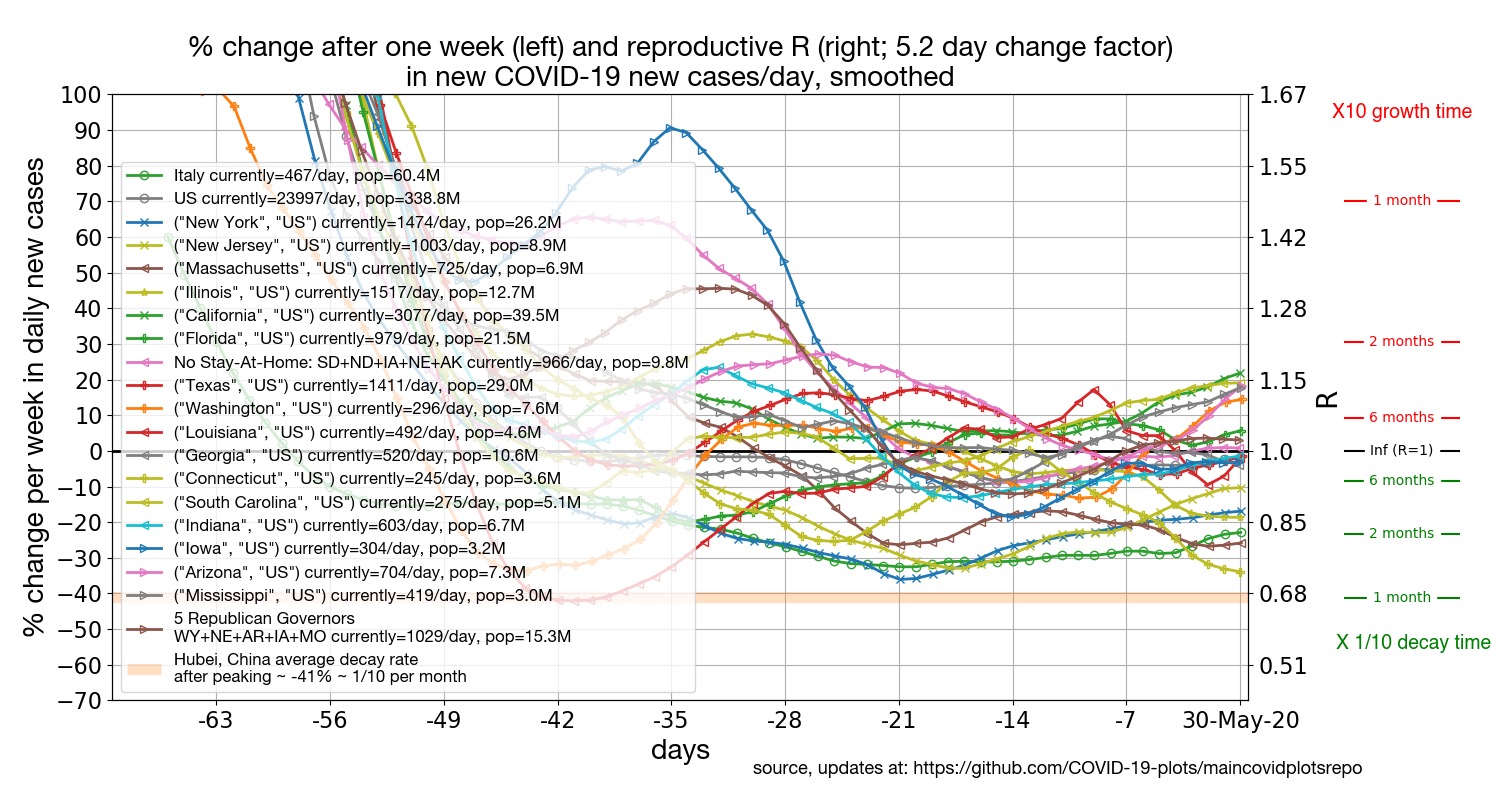 % change after one week (left) and reproductive R (right; 5.2 day change factor)
in new COVID-19 new cases/day, smoothed
% change per week in daily new cases
100
90
80
70
60
50
40
30
20
10
0
−10
−20
−30
−40
−50
−60
−70
Italy currently=467/day, pop=60.4M
US currently=23997/day, pop=338.8M
("New York", "US") currently=1474/day, pop=26.2M
("New Jersey", "US") currently=1003/day, pop=8.9M
("Massachusetts", "US") currently=725/day, pop=6.9M
("Illinois", "US") currently=1517/day, pop=12.7M
("California", "US") currently=3077/day, pop=39.5M
("Florida", "US") currently=979/day, pop=21.5M
No Stay-At-Home: SD+ND+IA+NE+AK currently=966/day, pop=9.8M
("Texas", "US") currently=1411/day, pop=29.0M
("Washington", "US") currently=296/day, pop=7.6M
("Louisiana", "US") currently=492/day, pop=4.6M
("Georgia", "US") currently=520/day, pop=10.6M
("Connecticut", "US") currently=245/day, pop=3.6M
("South Carolina", "US") currently=275/day, pop=5.1M
("Indiana", "US") currently=603/day, pop=6.7M
("Iowa", "US") currently=304/day, pop=3.2M
("Arizona", "US") currently=704/day, pop=7.3M
("Mississippi", "US") currently=419/day, pop=3.0M
5 Republican Governors
WY+NE+AR+IA+MO currently=1029/day, pop=15.3M
Hubei, China average decay rate
after peaking ~ -41% ~ 1/10 per month
1.67
1.55
1.42
1.28
1.15
1.0
0.85
0.68
0.51
R
X10 growth time
1 month
2 months
6 months
Inf (R=1)
6 months
2 months
1 month
X 1/10 decay time
-63
-56
-49
-42
-35
-28
-21
-14
-7
30-May-20
days
source, updates at: https://github.com/COVID-19-plots/maincovidplotsrepo